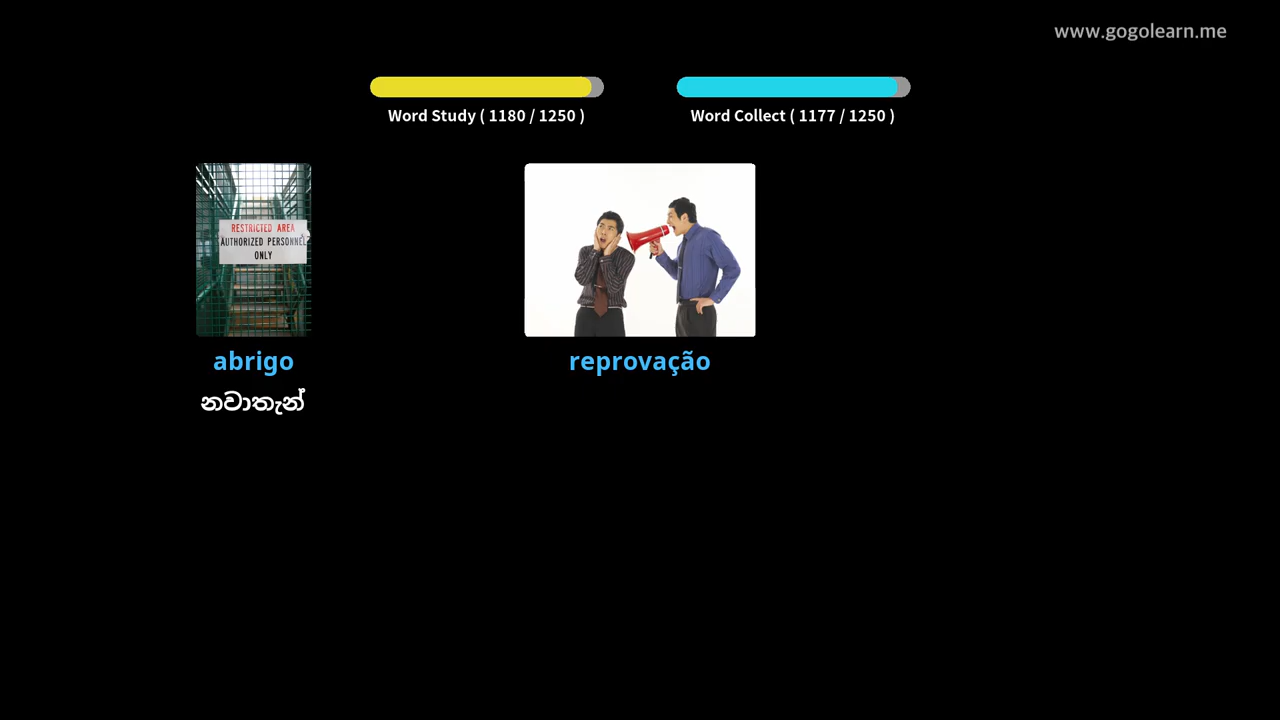 www.gogolearn.me
Word Study ( 1180 / 1250 )
Word Collect ( 1177 / 1250 )
RESTRICTED AREA
AUTHORIZED PERSONNEL
ONLY
abrigo
reprovação
නවාතැන්